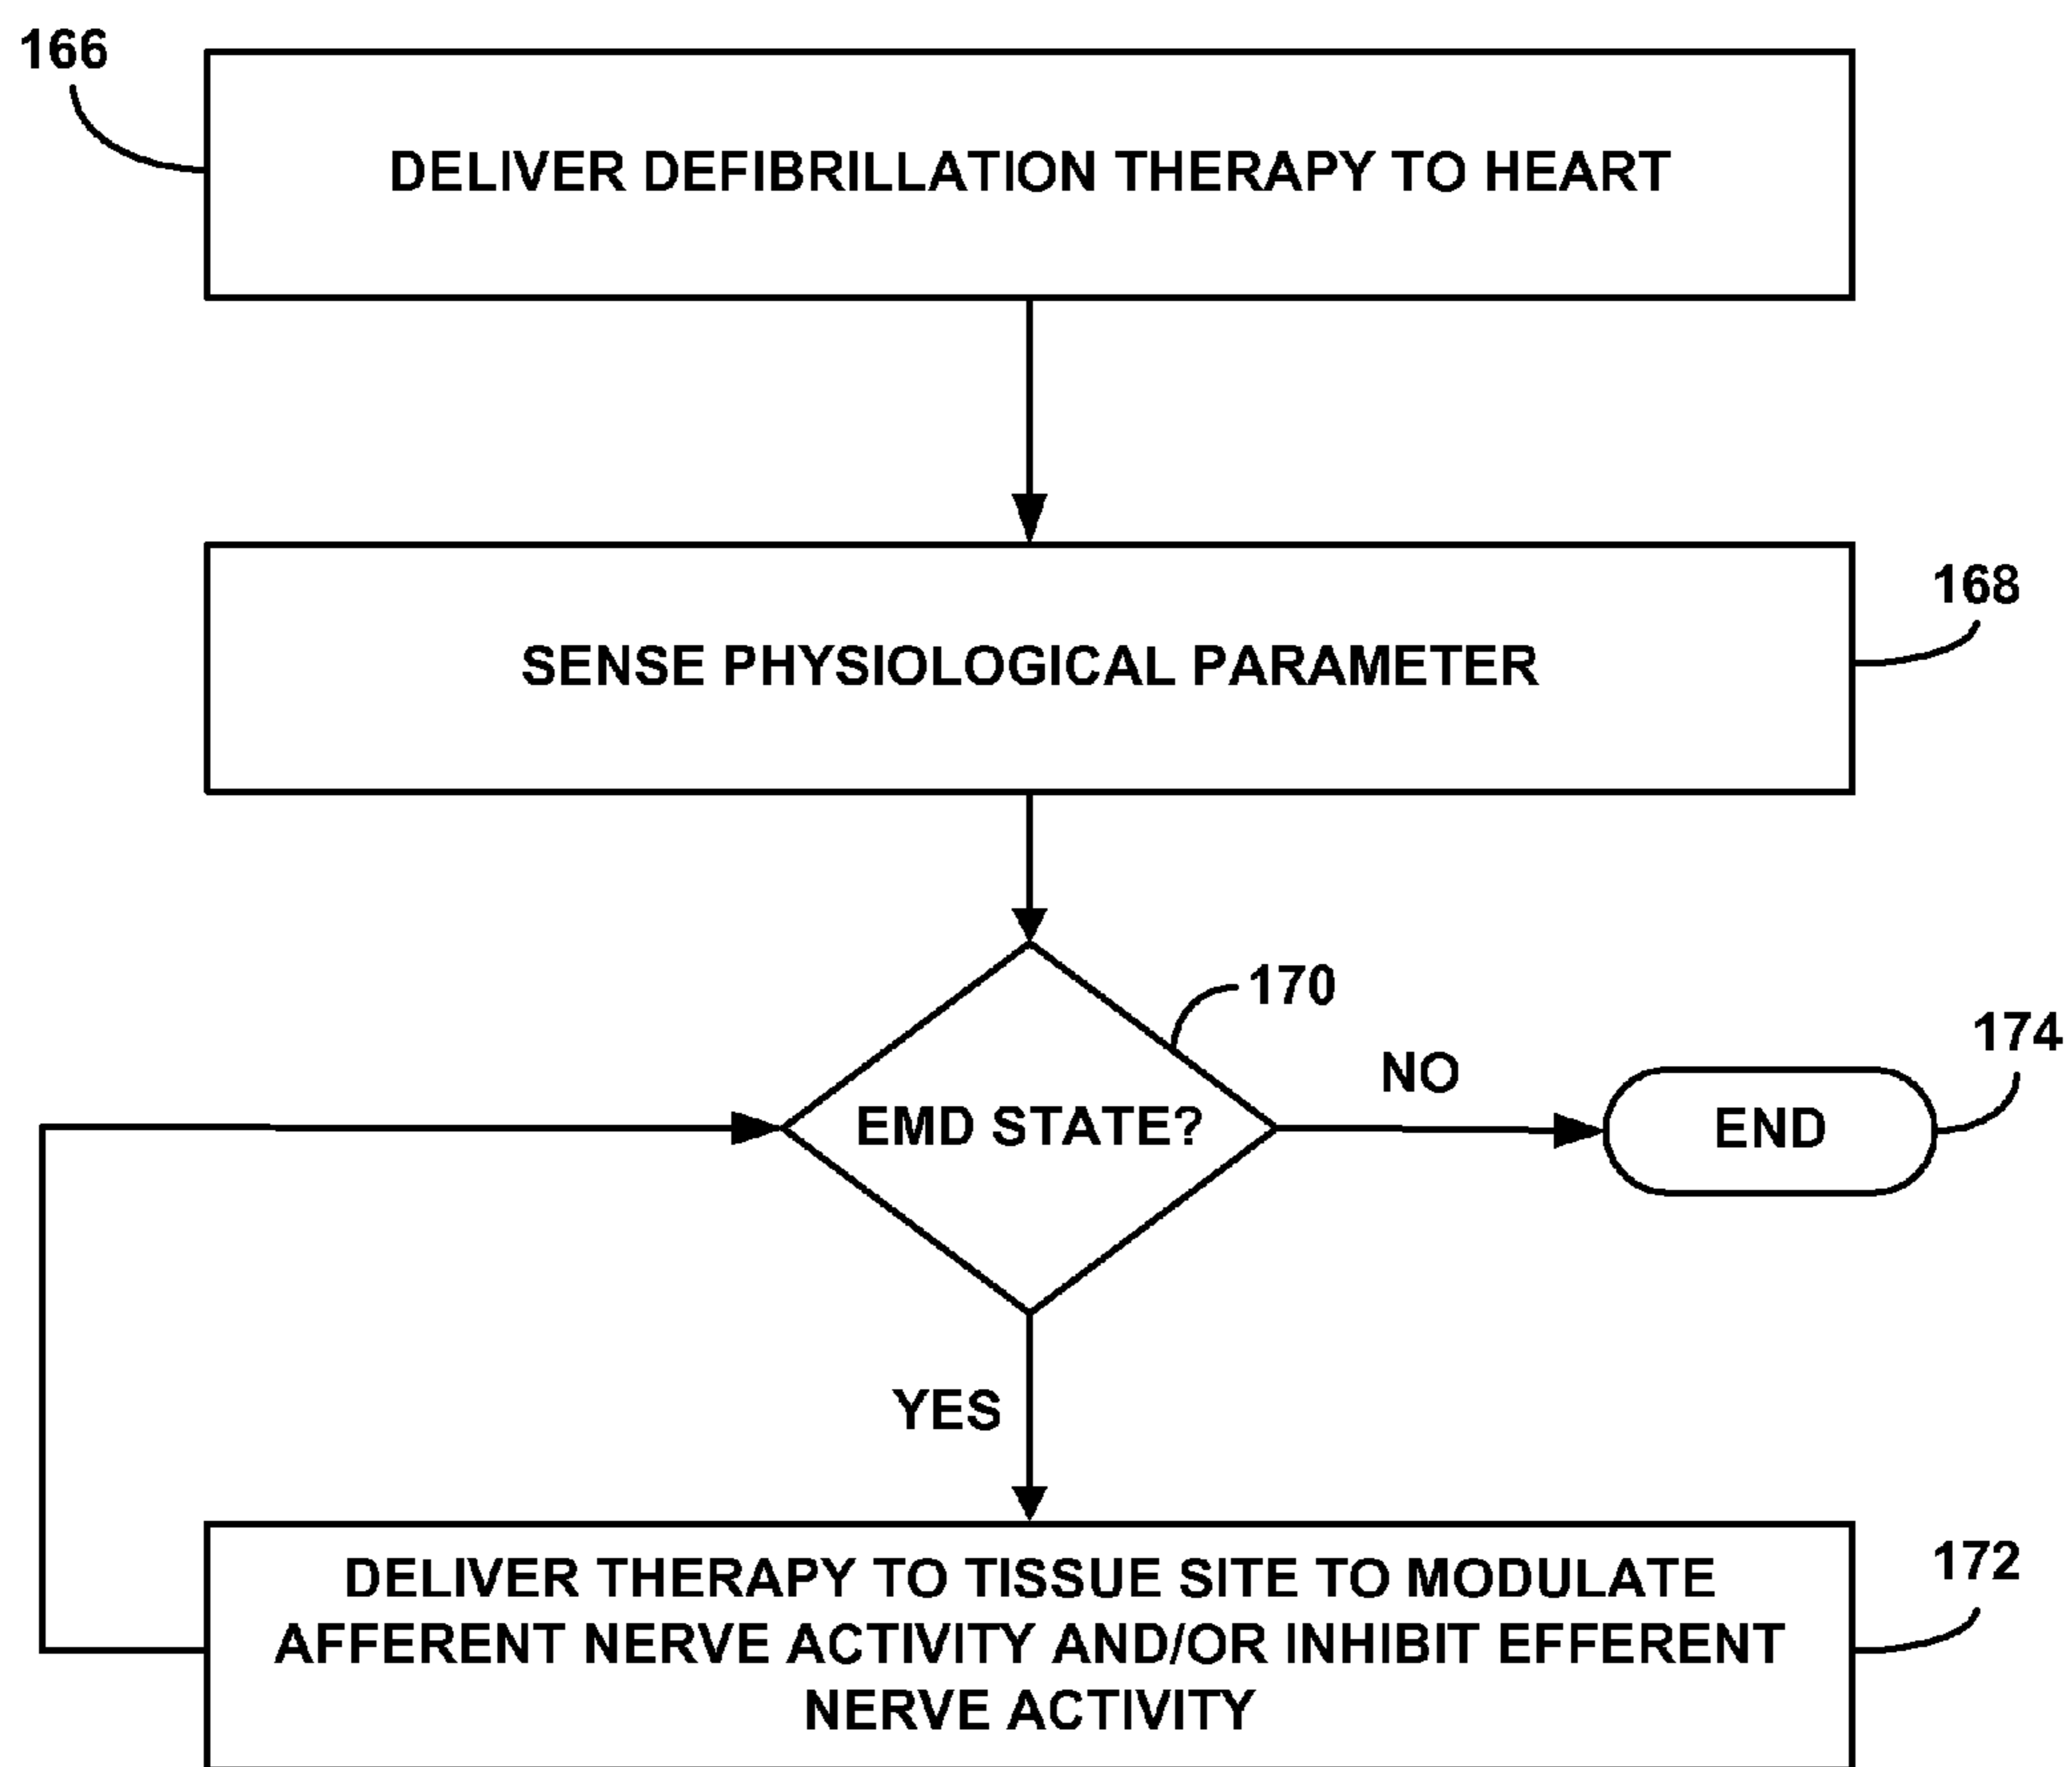 166
DELIVER DEFIBRILLATION THERAPY TO HEART
168
SENSE PHYSIOLOGICAL PARAMETER
170
EMD STATE?
NO
174
END
YES
172
DELIVER THERAPY TO TISSUE SITE TO MODULATE
AFFERENT NERVE ACTIVITY AND/OR INHIBIT EFFERENT
NERVE ACTIVITY